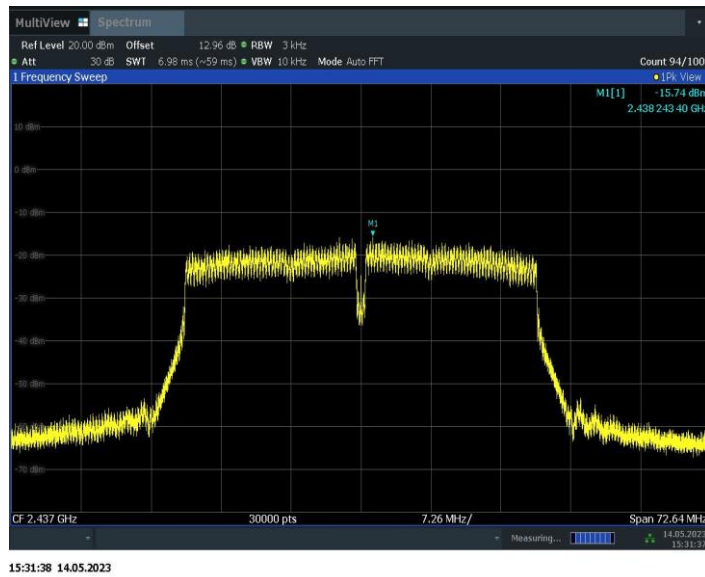 MultiView Spectrum
Ref Level 20.00 dBm Offset 12.96 dB RBW 3 kHz
Att 30 dB SWT 6.98 ms (~59 ms) VBW 10 kHz Mode Auto FFT Count 94/100
1 Frequency Sweep 1Pk View
M1[1] -15.74 dBm
2.438 243 40 GHz
10 dBm
0 dBm
-10 dBm
M1
-20 dBm
-30 dBm
-40 dBm
-50 dBm
-70 dBm
CF 2.437 GHz 30000 pts 7.26 MHz/ Span 72.64 MHz
Measuring... 14.05.2023
15:31:37
15:31:38 14.05.2023